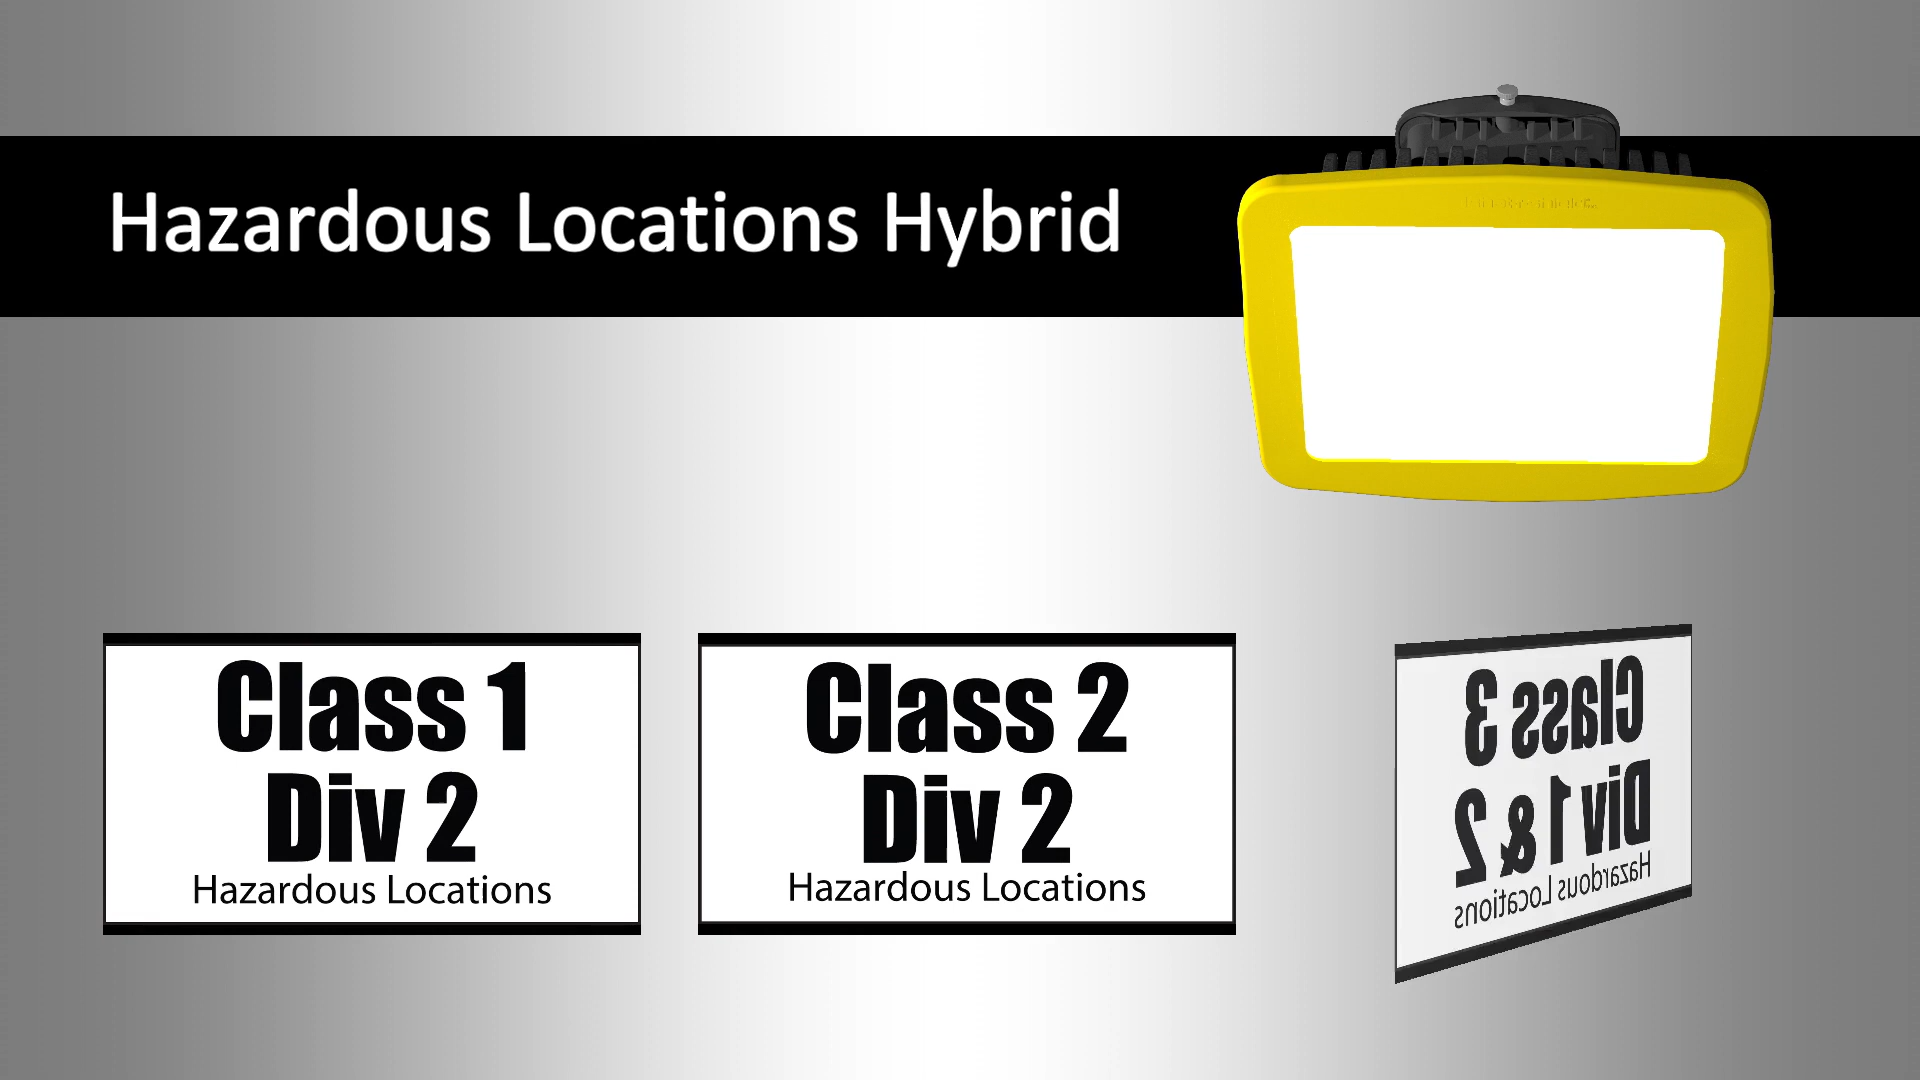 Hazardous Locations Hybrid
Class 1
Div 2
Hazardous Locations
Class 2
Div 2
Hazardous Locations
Class 3
Div 1 & 2
Hazardous Locations